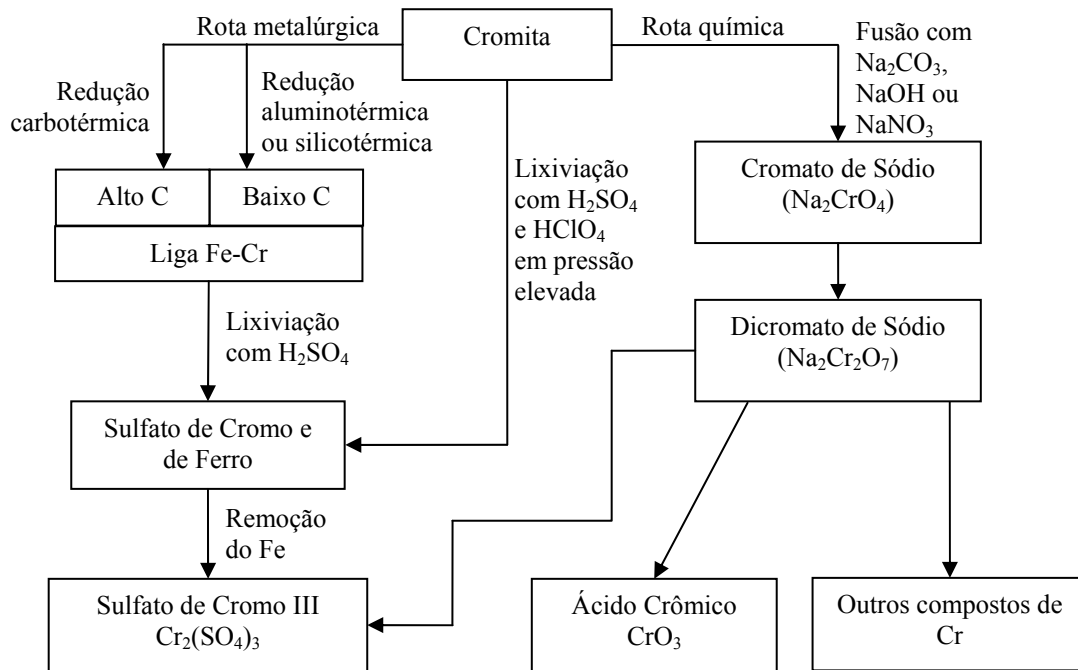 Rota metalúrgica
Cromita
Rota química
Redução
carbotérmica
Redução
aluminotérmica
ou silicotérmica
Fusão com
Na₂CO₃,
NaOH ou
NaNO₃
Alto C
Baixo C
Liga Fe-Cr
Lixiviação
com H₂SO₄
e HClO₄
em pressão
elevada
Cromato de Sódio
(Na₂CrO₄)
Lixiviação
com H₂SO₄
Dicromato de Sódio
(Na₂Cr₂O₇)
Sulfato de Cromo e
de Ferro
Remoção
do Fe
Sulfato de Cromo III
Cr₂(SO₄)₃
Ácido Crômico
CrO₃
Outros compostos de
Cr